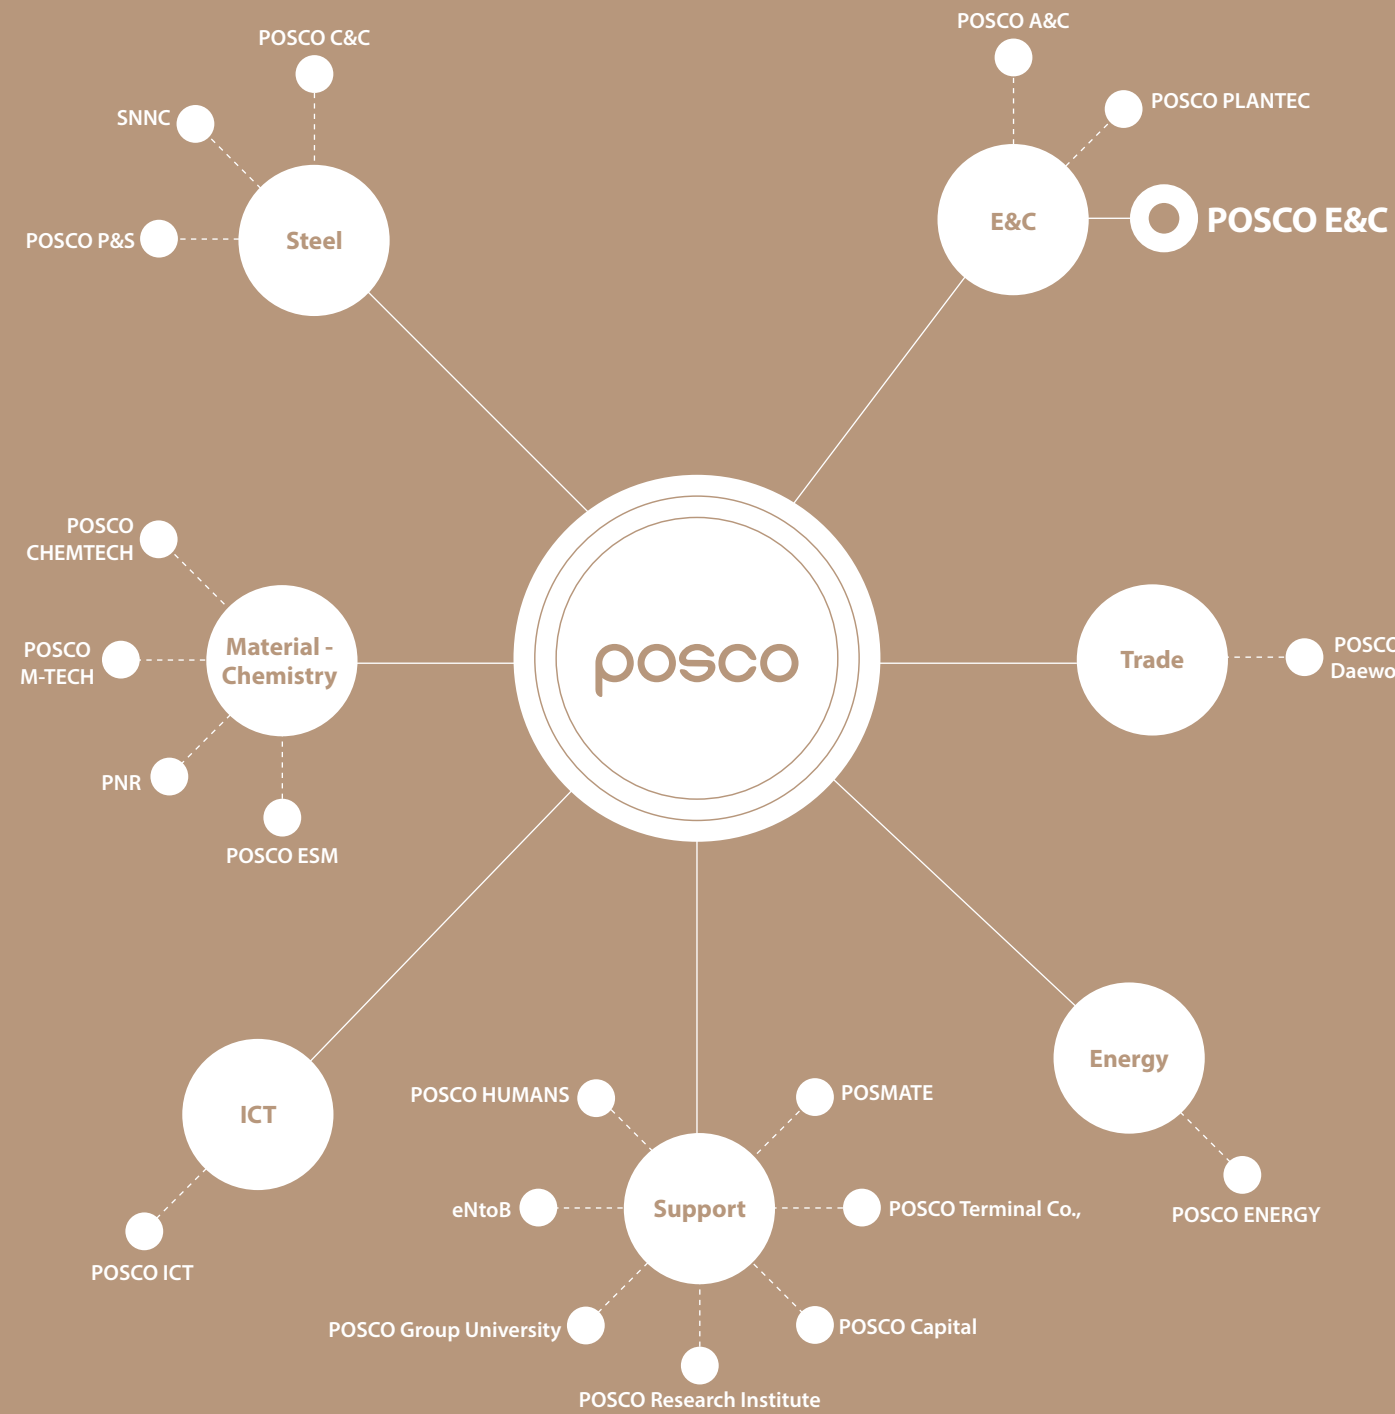 POSCO C&C
SNNC
POSCO P&S
Steel
POSCO A&C
POSCO PLANTEC
E&C
POSCO E&C
POSCO
CHEMTECH
POSCO
M-TECH
Material -
Chemistry
PNR
POSCO ESM
posco
Trade
POSCO
Energy
POSCO ENERGY
ICT
POSCO ICT
POSCO HUMANS
POSMATE
eNtoB
Support
POSCO Terminal Co.,
POSCO Group University
POSCO Capital
POSCO Research Institute